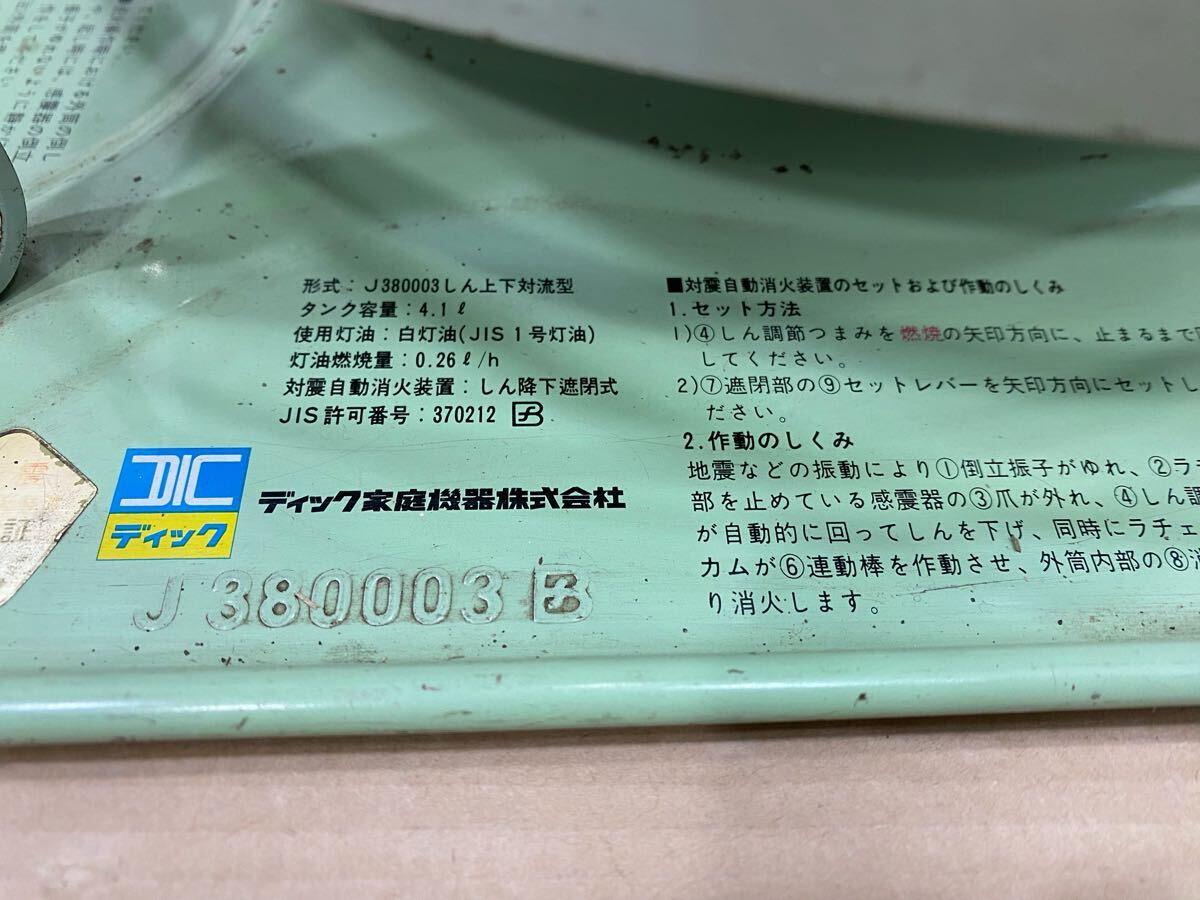 形式：J380003しん上下対流型
タンク容量：4.1ℓ
使用灯油：白灯油(JIS1号灯油)
灯油燃焼量：0.26ℓ/h
対震自動消火装置：しん降下遮閉式
JIS許可番号：370212
DIC
ディック
ディック家庭機器株式会社
J380003
証
■対震自動消火装置のセットおよび作動のしくみ
1.セット方法
1)④しん調節つまみを燃焼の矢印方向に、止まるまで
してください。
2)⑦遮閉部の⑨セットレバーを矢印方向にセットし
ださい。
2.作動のしくみ
地震などの振動により①倒立振子がゆれ、②ラ
部を止めている感震器の③爪が外れ、④しん調
が自動的に回ってしんを下げ、同時にラチェ
カムが⑥連動棒を作動させ、外筒内部の⑧消
り消火します。